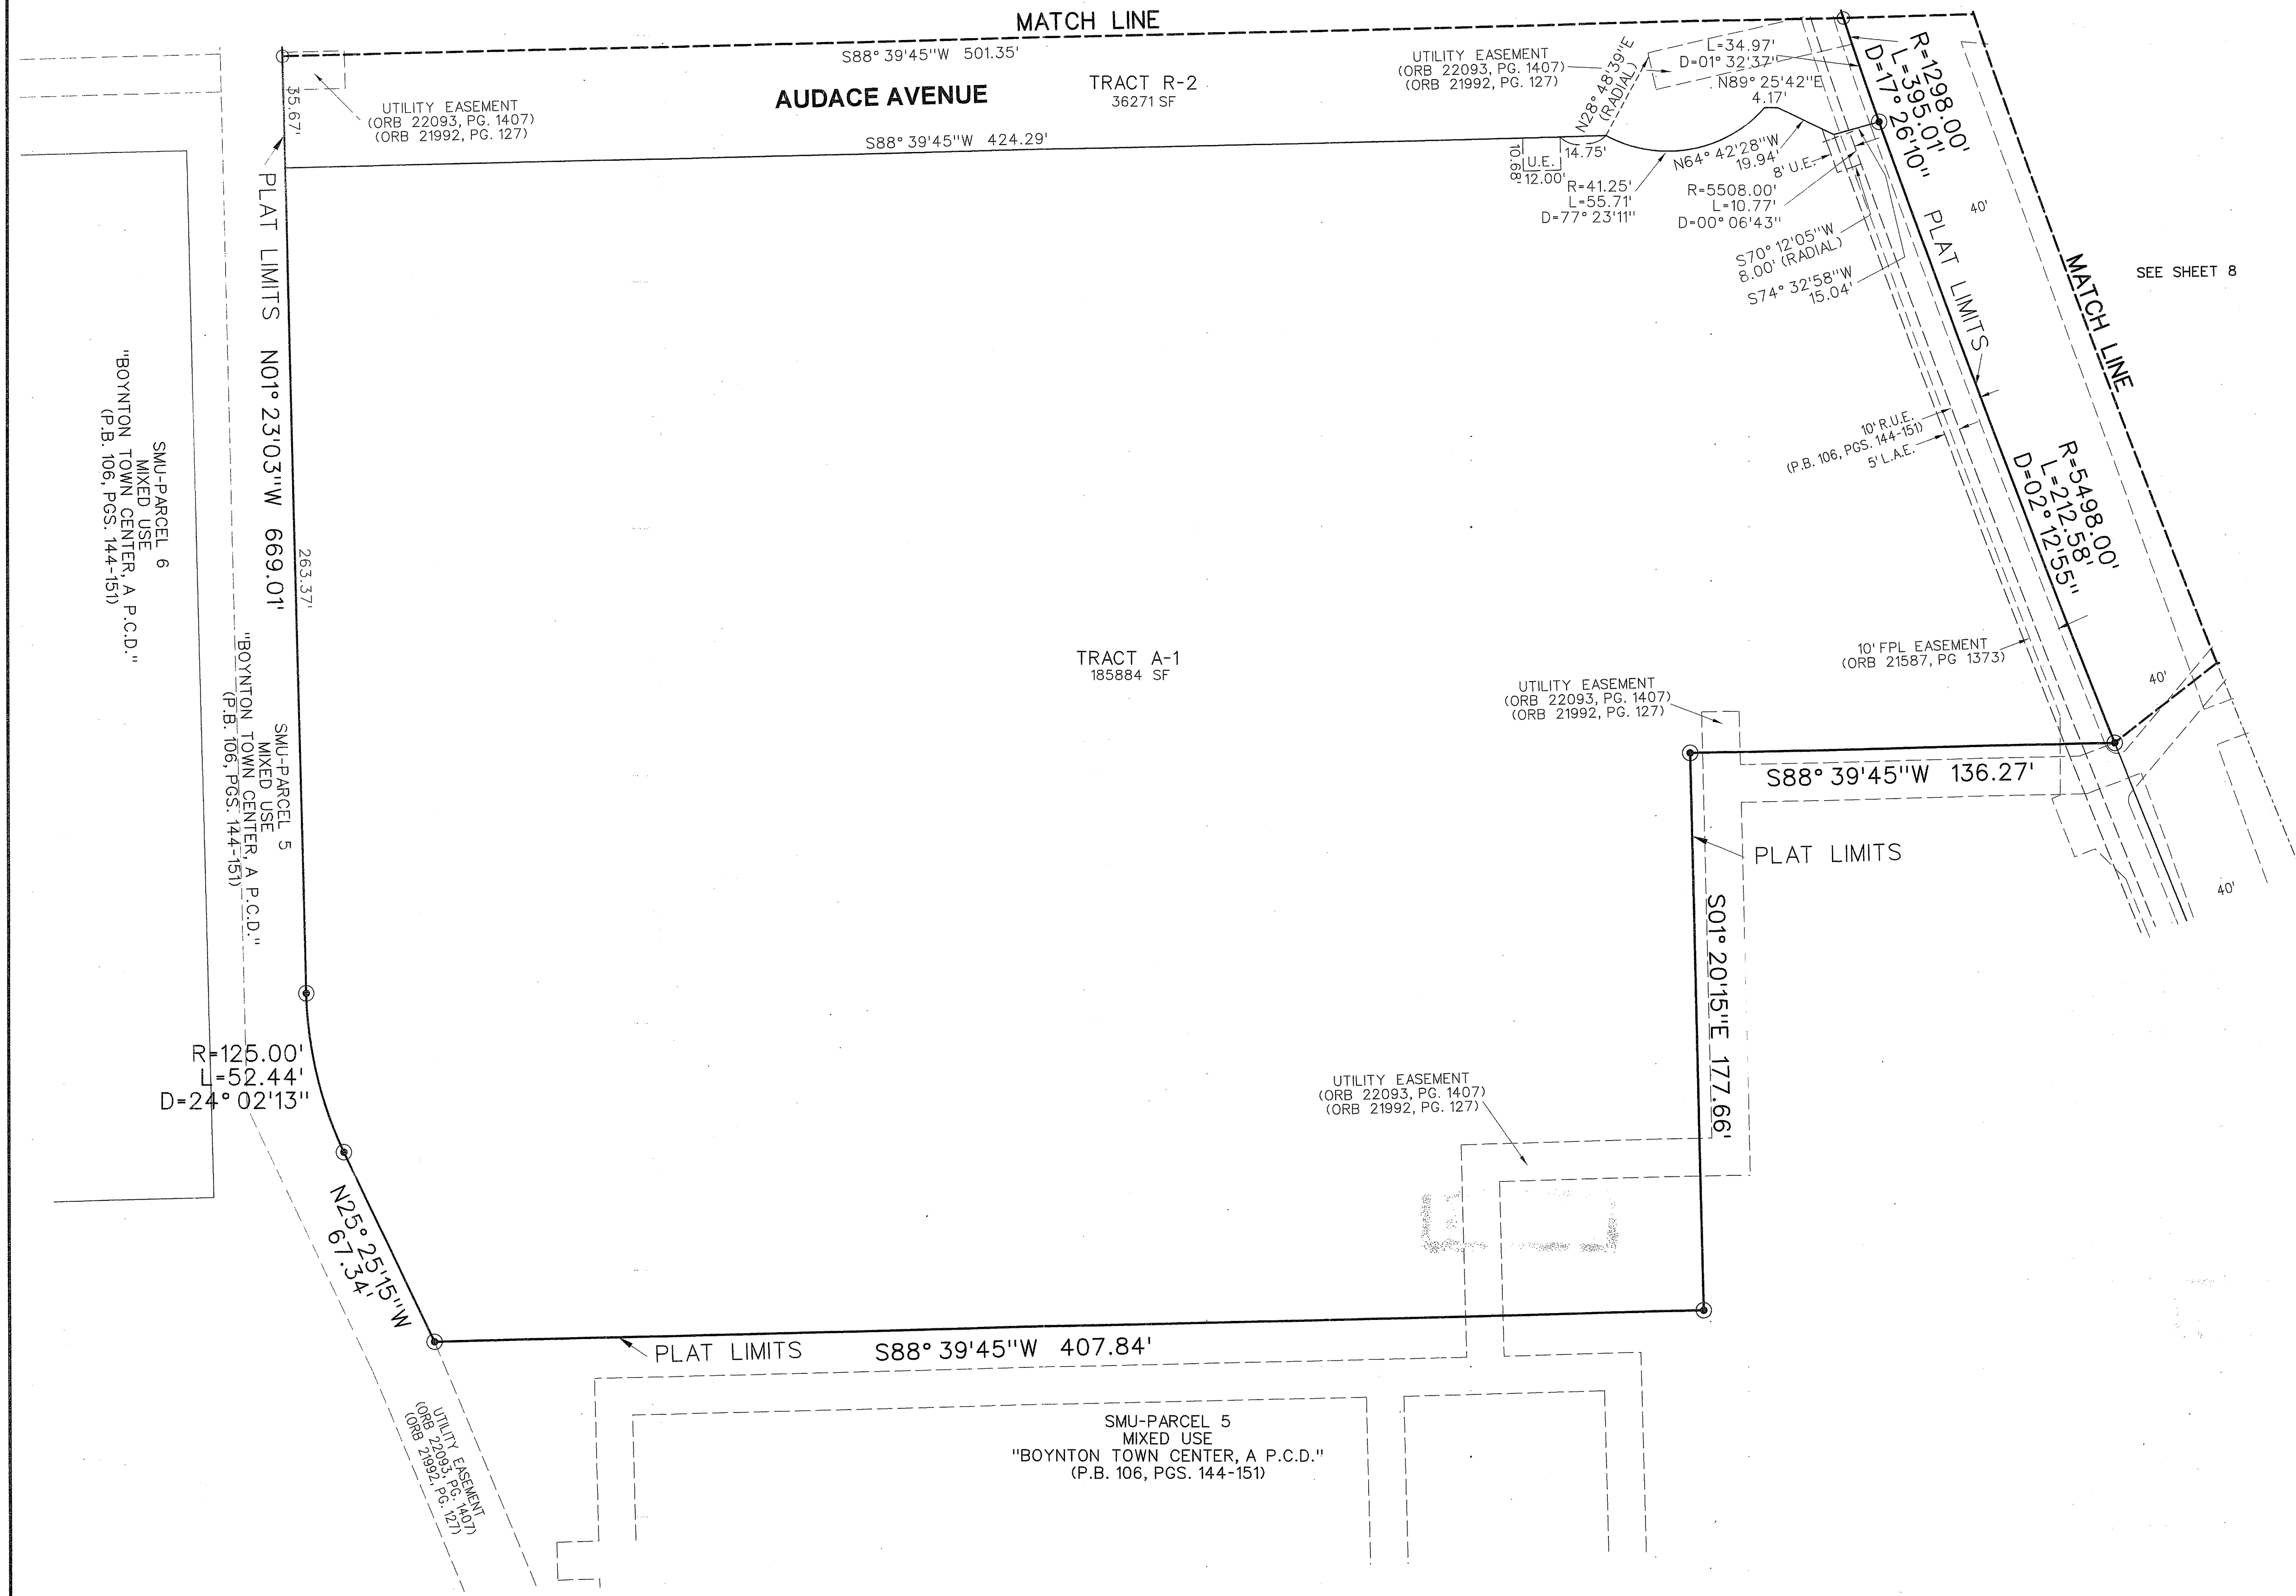 MATCH LINE
S88° 39'45"W 501.35'
AUDACE AVENUE
TRACT R-2
36271 SF
UTILITY EASEMENT
(ORB 22093, PG. 1407)
(ORB 21992, PG. 127)
35.67'
S88° 39'45"W 424.29'
UTILITY EASEMENT
(ORB 22093, PG. 1407)
(ORB 21992, PG. 127)
N28° 48'39"E
(RADIAL)
L=34.97'
D=01° 32'37"
N89° 25'42"E
4.17'
R=1298.00'
L=395.01'
D=17° 26'10"
10.68'
U.E.
12.00'
14.75'
R=41.25'
L=55.71'
D=77° 23'11"
N64° 42'28"W
19.94'
8' U.E.
R=5508.00'
L=10.77'
D=00° 06'43"
S70° 12'05"W
8.00' (RADIAL)
S74° 32'58"W
15.04'
40'
PLAT LIMITS
MATCH LINE
SEE SHEET 8
10' R.U.E.
(P.B. 106, PGS. 144-151)
5' L.A.E.
R=5498.00'
L=212.58'
D=02° 12'55"
10' FPL EASEMENT
(ORB 21587, PG 1373)
40'
PLAT LIMITS N01° 23'03"W 669.01'
263.37'
SMU-PARCEL 6
MIXED USE
"BOYNTON TOWN CENTER, A P.C.D."
(P.B. 106, PGS. 144-151)
SMU-PARCEL 5
MIXED USE
"BOYNTON TOWN CENTER, A P.C.D."
(P.B. 106, PGS. 144-151)
TRACT A-1
185884 SF
UTILITY EASEMENT
(ORB 22093, PG. 1407)
(ORB 21992, PG. 127)
S88° 39'45"W 136.27'
PLAT LIMITS
40'
S01° 20'15"E 177.66'
R=125.00'
L=52.44'
D=24° 02'13"
UTILITY EASEMENT
(ORB 22093, PG. 1407)
(ORB 21992, PG. 127)
N25° 25'15"W
67.34'
PLAT LIMITS
S88° 39'45"W 407.84'
UTILITY EASEMENT
(ORB 22093, PG. 1407)
(ORB 21992, PG. 127)
SMU-PARCEL 5
MIXED USE
"BOYNTON TOWN CENTER, A P.C.D."
(P.B. 106, PGS. 144-151)